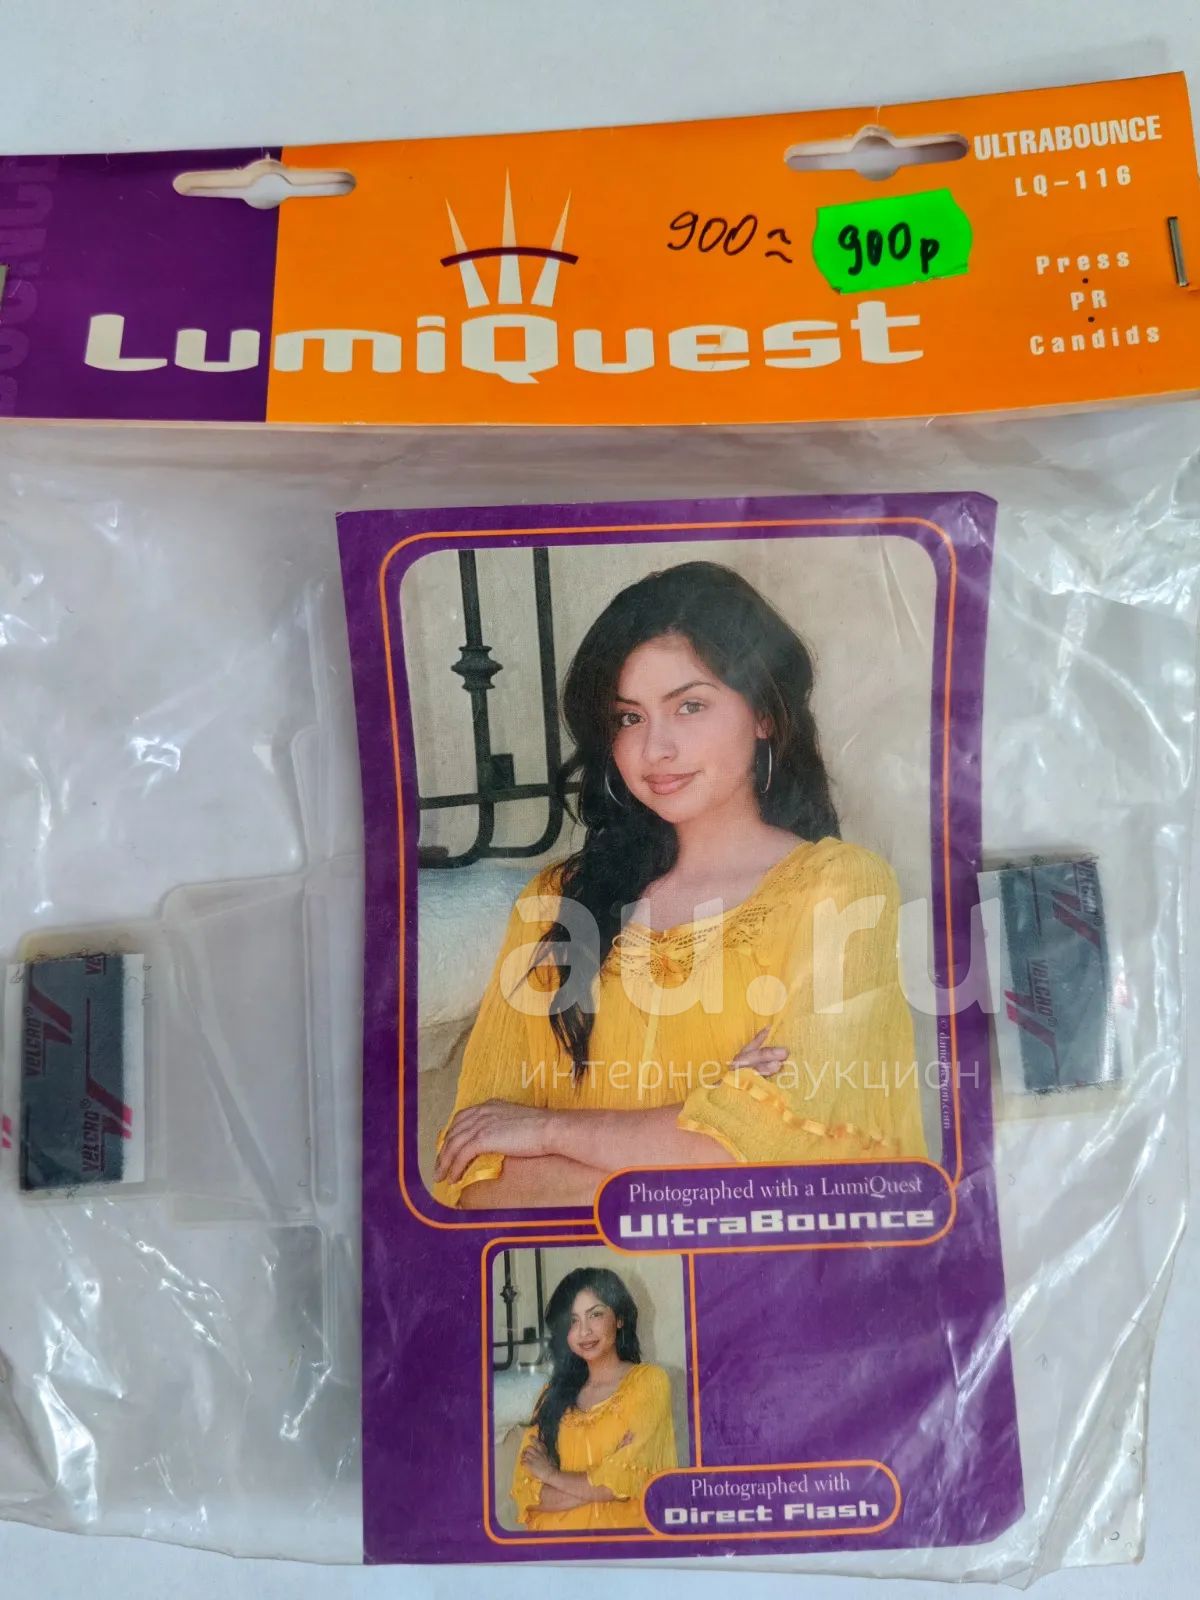 ULTRABOUNCE
LQ-116
900≈
900р
Press
•
PR
•
Candids
LumiQuest
VELCRO®
VELCRO®
VELCRO®
au.ru
интернет-аукцион
Photographed with a LumiQuest
UltraBounce
Photographed with
Direct Flash